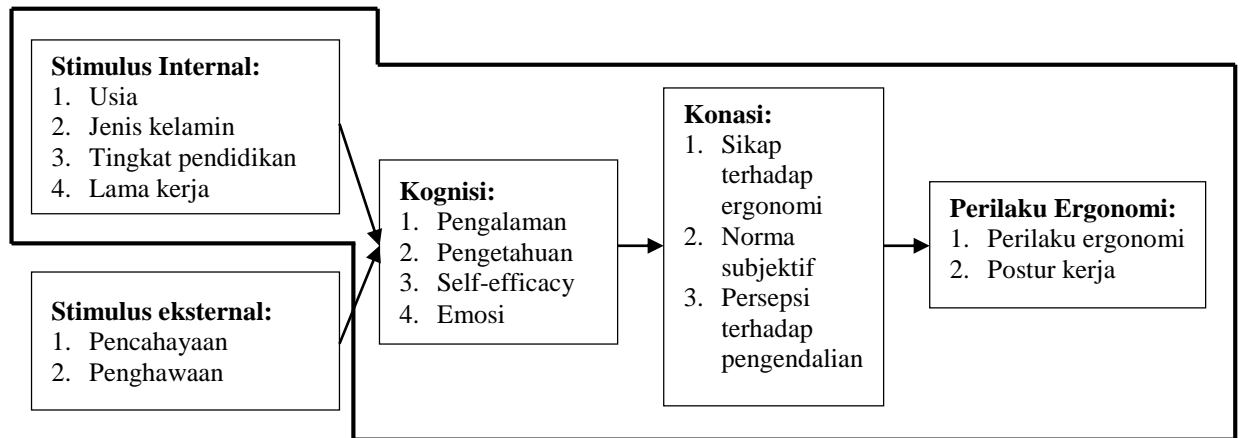 Stimulus Internal:
1. Usia
2. Jenis kelamin
3. Tingkat pendidikan
4. Lama kerja
Stimulus eksternal:
1. Pencahayaan
2. Penghawaan
Kognisi:
1. Pengalaman
2. Pengetahuan
3. Self-efficacy
4. Emosi
Konasi:
1. Sikap
terhadap
ergonomi
2. Norma
subjektif
3. Persepsi
terhadap
pengendalian
Perilaku Ergonomi:
1. Perilaku ergonomi
2. Postur kerja